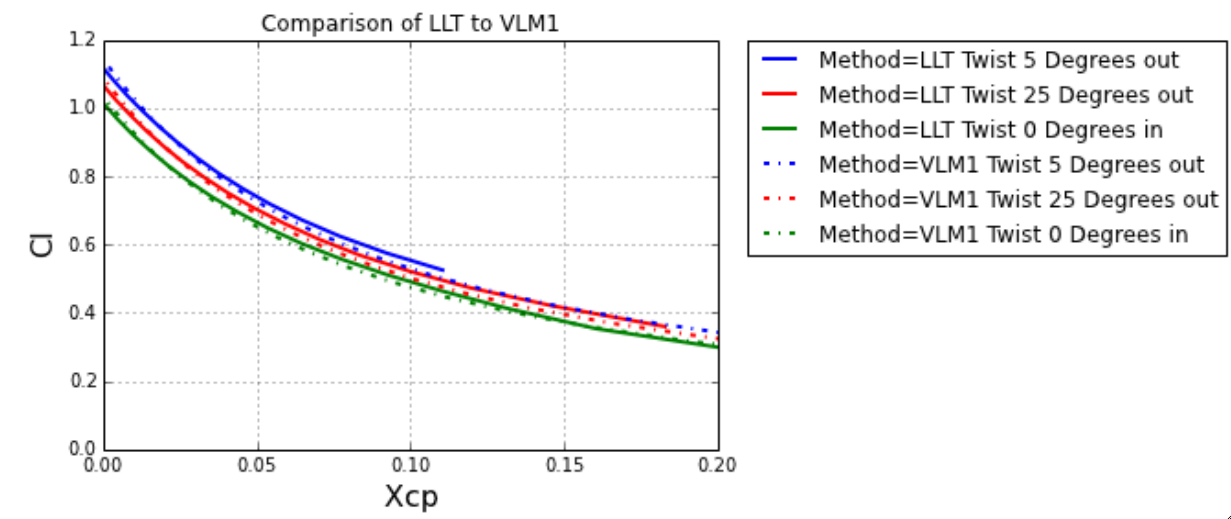 Comparison of LLT to VLM1
1.2
1.0
0.8
0.6
0.4
0.2
0.0
Cl
0.00 0.05 0.10 0.15 0.20
Xcp
Method=LLT Twist 5 Degrees out
Method=LLT Twist 25 Degrees out
Method=LLT Twist 0 Degrees in
Method=VLM1 Twist 5 Degrees out
Method=VLM1 Twist 25 Degrees out
Method=VLM1 Twist 0 Degrees in